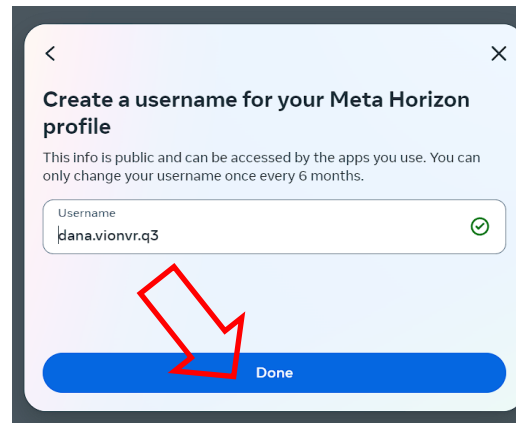 Create a username for your Meta Horizon
profile
This info is public and can be accessed by the apps you use. You can
only change your username once every 6 months.
Username
dana.vionvr.q3
Done